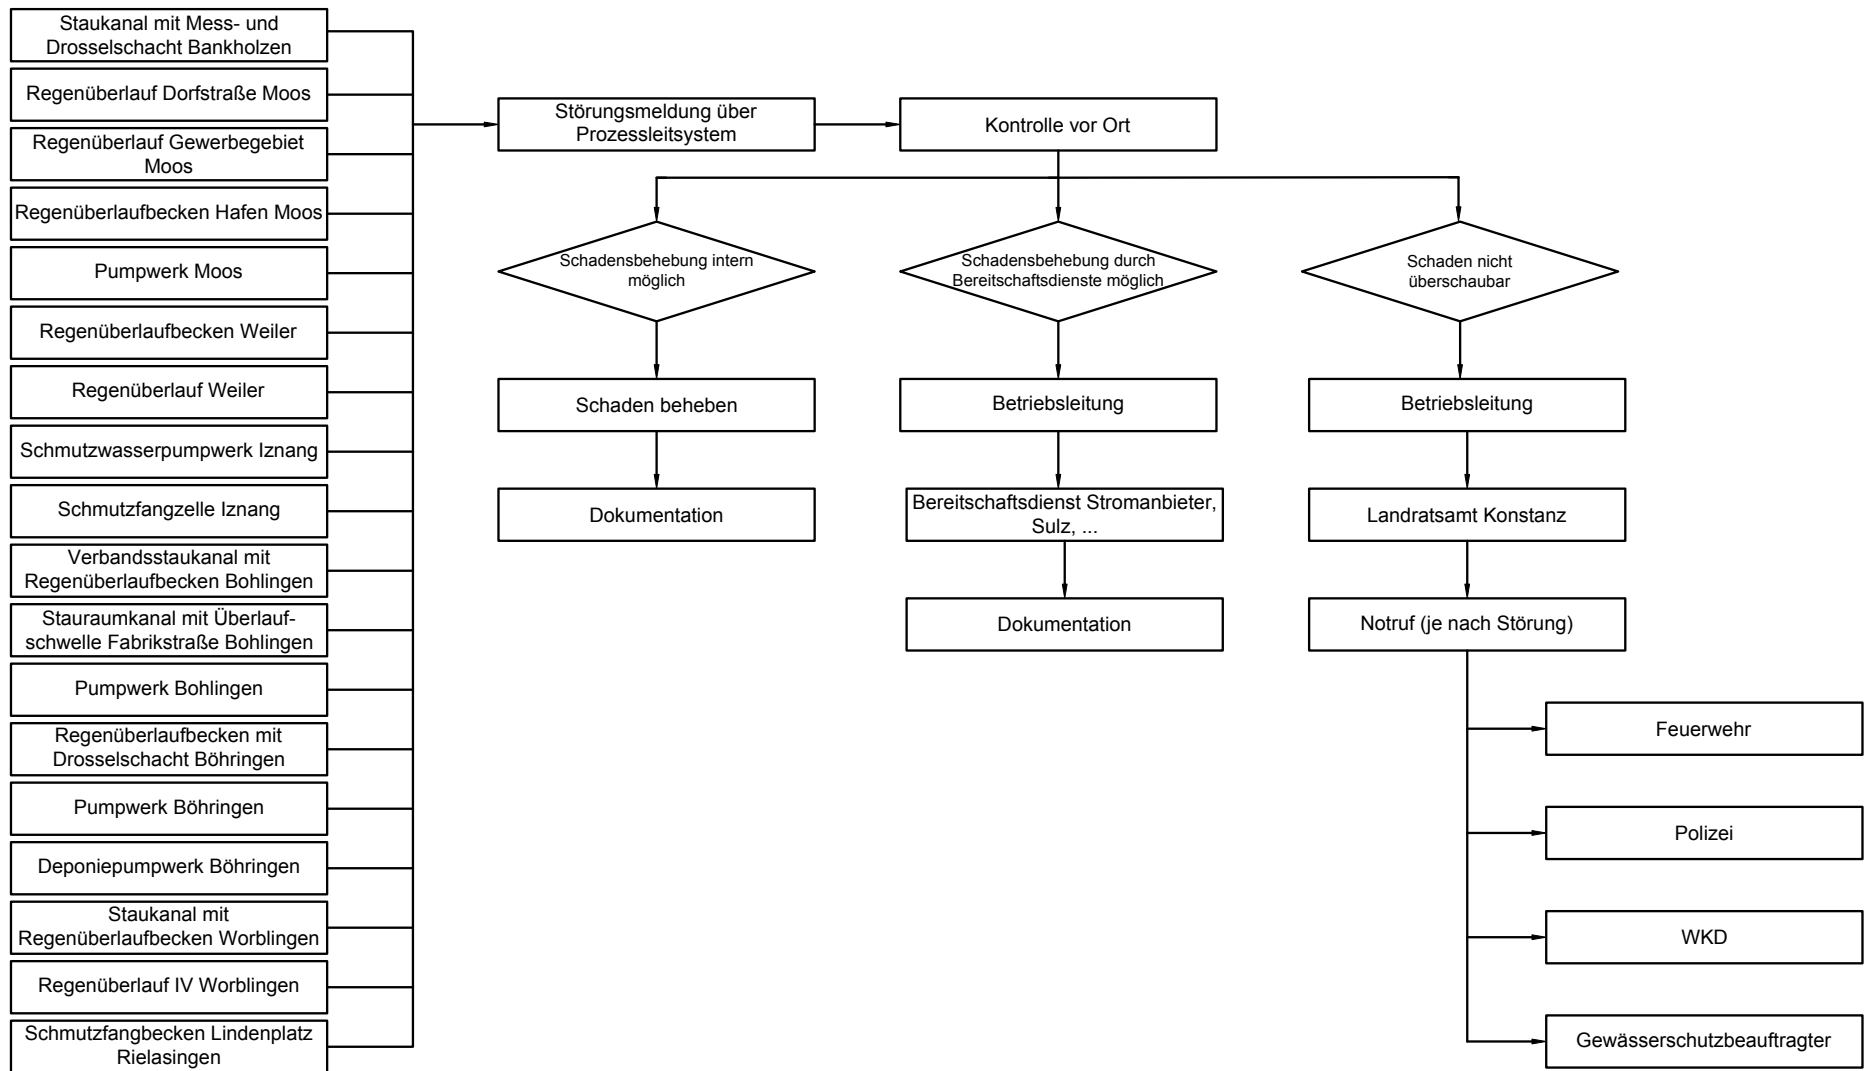 Staukanal mit Mess- und
Drosselschacht Bankholzen
Regenüberlauf Dorfstraße Moos
Regenüberlauf Gewerbegebiet
Moos
Regenüberlaufbecken Hafen Moos
Pumpwerk Moos
Regenüberlaufbecken Weiler
Regenüberlauf Weiler
Schmutzwasserpumpwerk Iznang
Schmutzfangzelle Iznang
Verbandsstaukanal mit
Regenüberlaufbecken Bohlingen
Stauraumkanal mit Überlauf-
schwelle Fabrikstraße Bohlingen
Pumpwerk Bohlingen
Regenüberlaufbecken mit
Drosselschacht Böhringen
Pumpwerk Böhringen
Deponiepumpwerk Böhringen
Staukanal mit
Regenüberlaufbecken Worblingen
Regenüberlauf IV Worblingen
Schmutzfangbecken Lindenplatz
Rielasingen
Störungsmeldung über
Prozessleitsystem
Kontrolle vor Ort
Schadensbehebung intern
möglich
Schaden beheben
Dokumentation
Schadensbehebung durch
Bereitschaftsdienste möglich
Betriebsleitung
Bereitschaftsdienst Stromanbieter,
Sulz, ...
Dokumentation
Schaden nicht
überschaubar
Betriebsleitung
Landratsamt Konstanz
Notruf (je nach Störung)
Feuerwehr
Polizei
WKD
Gewässerschutzbeauftragter